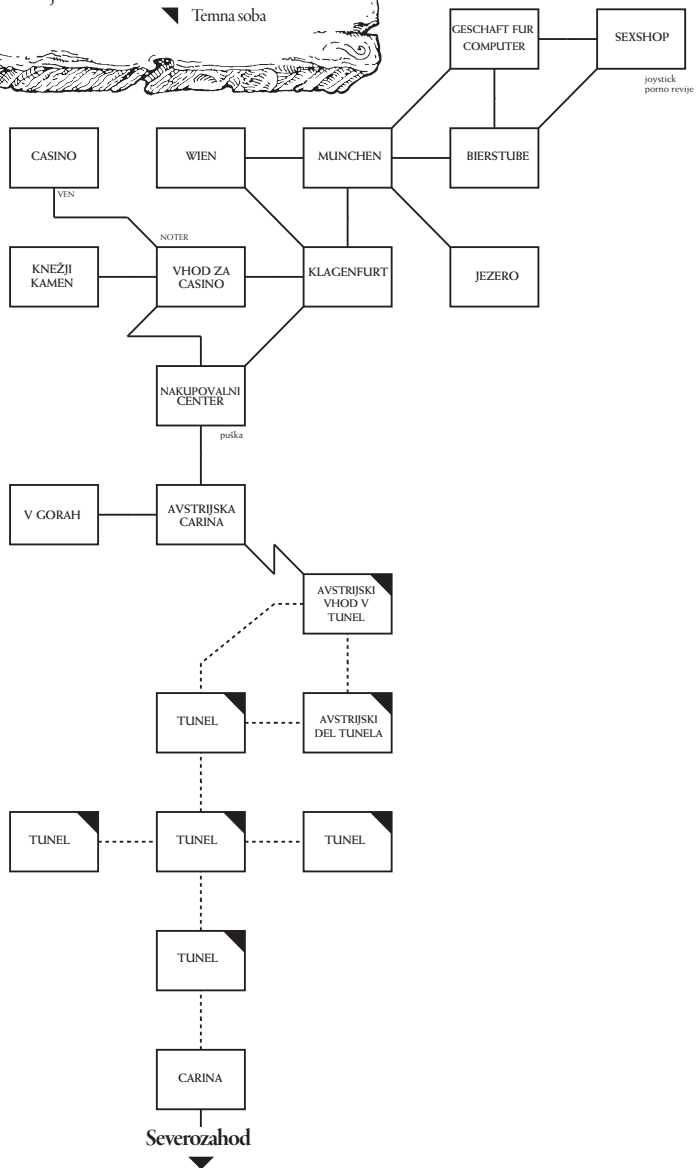 Temna soba
GESCHAFT FUR
COMPUTER
SEXSHOP
joystick
porno revije
CASINO
WIEN
MUNCHEN
BIERSTUBE
VEN
NOTER
KNEŽJI
KAMEN
VHOD ZA
CASINO
KLAGENFURT
JEZERO
NAKUPOVALNI
CENTER
puška
V GORAH
AVSTRIJSKA
CARINA
AVSTRIJSKI
VHOD V
TUNEL
TUNEL
AVSTRIJSKI
DEL TUNELA
TUNEL
TUNEL
TUNEL
TUNEL
CARINA
Severozahod